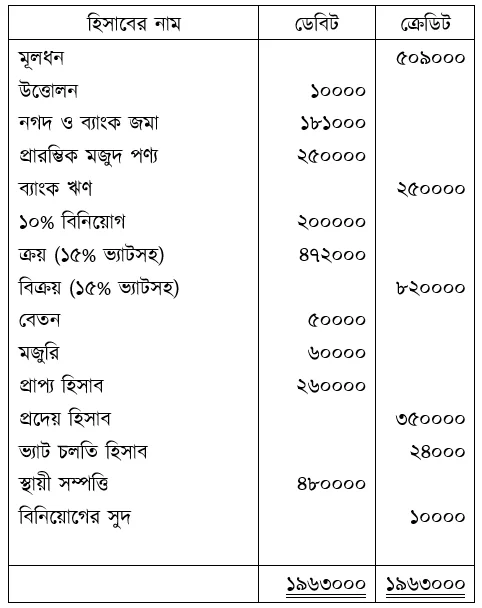 হিসাবের নাম ডেবিট ক্রেডিট
মূলধন ৫০৯০০০
উত্তোলন ১০০০০
নগদ ও ব্যাংক জমা ১৮১০০০
প্রারম্ভিক মজুদ পণ্য ২৫০০০০
ব্যাংক ঋণ ২৫০০০০
১০% বিনিয়োগ ২০০০০০
ক্রয় (১৫% ভ্যাটসহ) ৪৭২০০০
বিক্রয় (১৫% ভ্যাটসহ) ৮২০০০০
বেতন ৫০০০০
মজুরি ৬০০০০
প্রাপ্য হিসাব ২৬০০০০
প্রদেয় হিসাব ৩৫০০০০
ভ্যাট চলতি হিসাব ২৪০০০
স্থায়ী সম্পত্তি ৪৮০০০০
বিনিয়োগের সুদ ১০০০০
১৯৬৩০০০ ১৯৬৩০০০